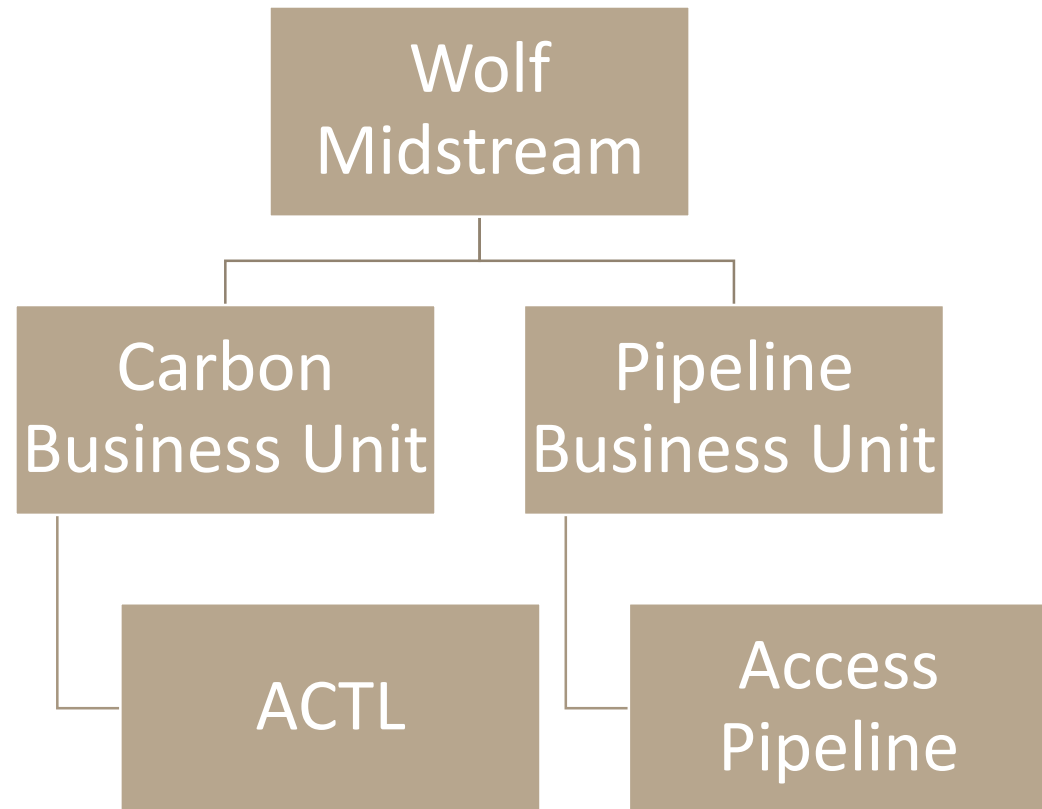 Wolf
Midstream
Carbon
Business Unit
Pipeline
Business Unit
ACTL
Access
Pipeline